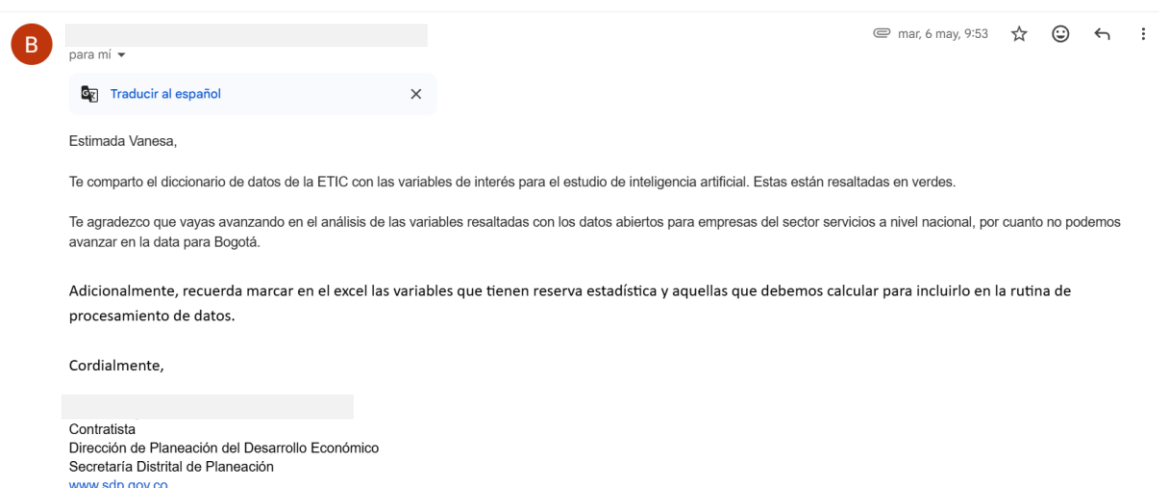 B
mar, 6 may, 9:53
para mí
Traducir al español
Estimada Vanesa,
Te comparto el diccionario de datos de la ETIC con las variables de interés para el estudio de inteligencia artificial. Estas están resaltadas en verdes.
Te agradezco que vayas avanzando en el análisis de las variables resaltadas con los datos abiertos para empresas del sector servicios a nivel nacional, por cuanto no podemos
avanzar en la data para Bogotá.
Adicionalmente, recuerda marcar en el excel las variables que tienen reserva estadística y aquellas que debemos calcular para incluirlo en la rutina de
procesamiento de datos.
Cordialmente,
Contratista
Dirección de Planeación del Desarrollo Económico
Secretaría Distrital de Planeación
www.sdp.gov.co